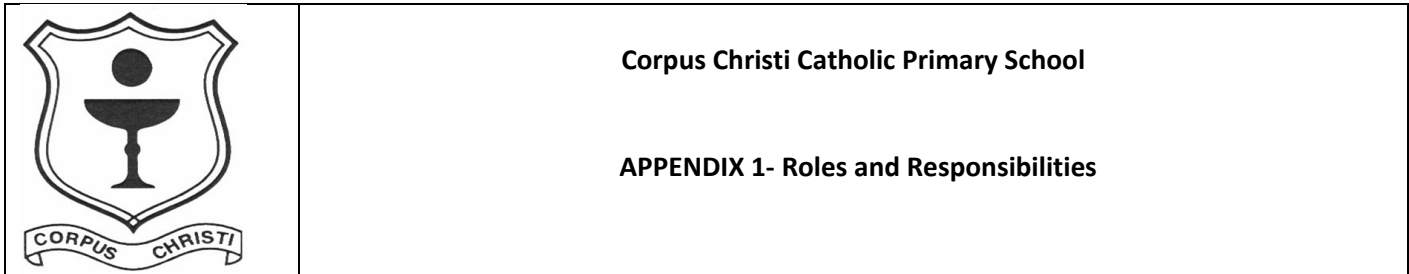 CORPUS CHRISTI
Corpus Christi Catholic Primary School
APPENDIX 1- Roles and Responsibilities